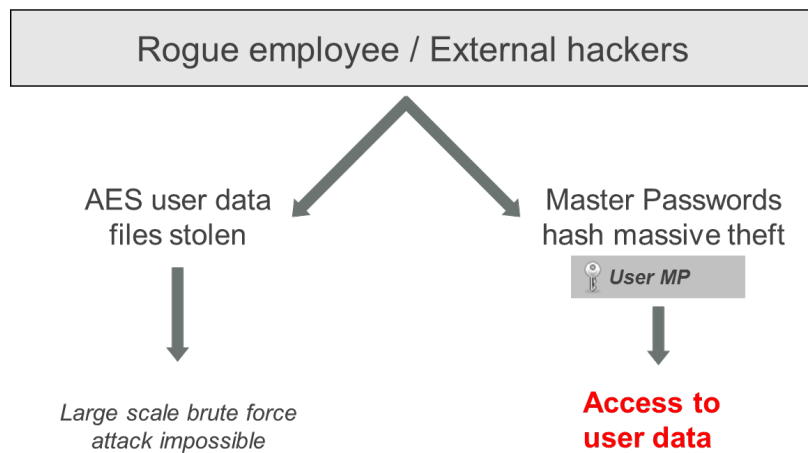 Rogue employee / External hackers
AES user data
files stolen
Master Passwords
hash massive theft
User MP
Large scale brute force
attack impossible
Access to
user data